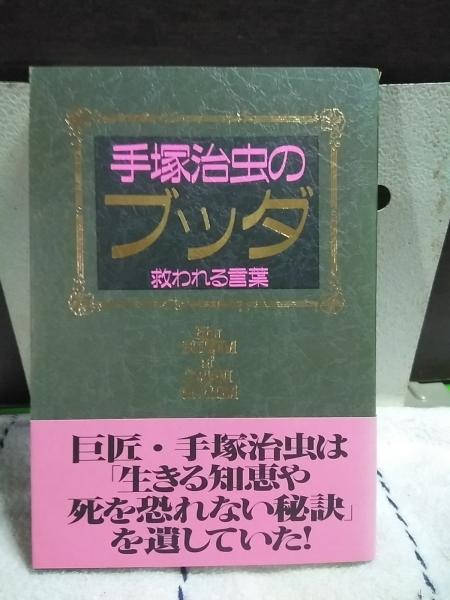 手塚治虫の
ブッダ
救われる言葉
巨匠・手塚治虫は
「生きる知恵や
死を恐れない秘訣」
を遺していた!